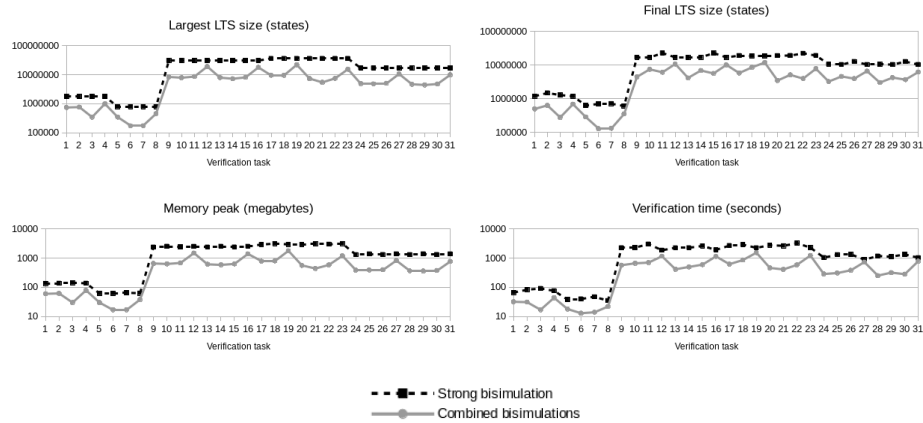 Largest LTS size (states)
100000000
10000000
1000000
100000
1 2 3 4 5 6 7 8 9 10 11 12 13 14 15 16 17 18 19 20 21 22 23 24 25 26 27 28 29 30 31
Verification task
Final LTS size (states)
100000000
10000000
1000000
100000
1 2 3 4 5 6 7 8 9 10 11 12 13 14 15 16 17 18 19 20 21 22 23 24 25 26 27 28 29 30 31
Verification task
Memory peak (megabytes)
10000
1000
100
10
1 2 3 4 5 6 7 8 9 10 11 12 13 14 15 16 17 18 19 20 21 22 23 24 25 26 27 28 29 30 31
Verification task
Verification time (seconds)
10000
1000
100
10
1 2 3 4 5 6 7 8 9 10 11 12 13 14 15 16 17 18 19 20 21 22 23 24 25 26 27 28 29 30 31
Verification task
Strong bisimulation
Combined bisimulations